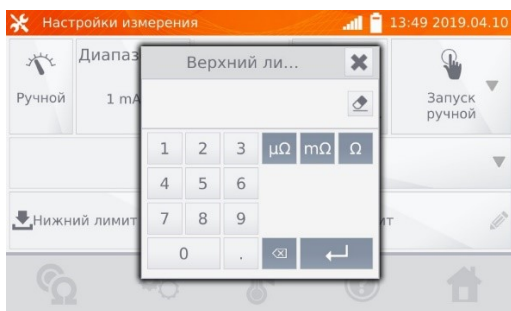 Настройки измерения 13:49 2019.04.10
Диапаз
Ручной 1 mA
Запуск
ручной
Верхний ли...
1 2 3 µΩ mΩ Ω
4 5 6
7 8 9
0 .
Нижний лимит
ит